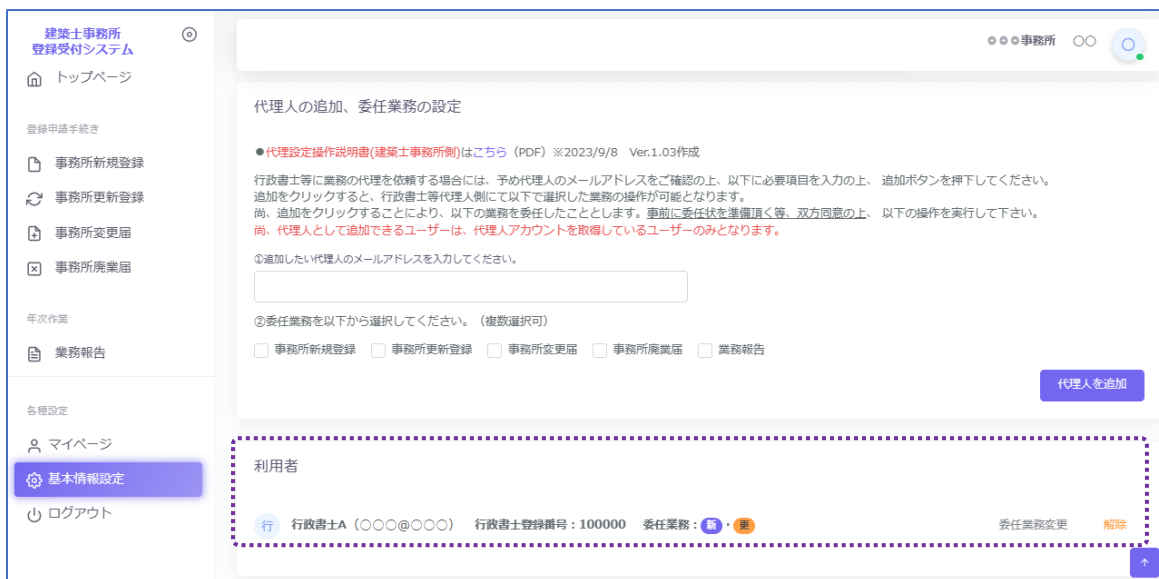 建築士事務所
登録受付システム
トップページ
登録申請手続き
事務所新規登録
事務所更新登録
事務所変更届
事務所廃業届
年次作業
業務報告
各種設定
マイページ
基本情報設定
ログアウト
◎◎◎事務所 〇〇 〇
代理人の追加、委任業務の設定
●代理設定操作説明書(建築士事務所側)はこちら（PDF）※2023/9/8 Ver.1.03作成
行政書士等に業務の代理を依頼する場合には、予め代理人のメールアドレスをご確認の上、以下に必要項目を入力の上、 追加ボタンを押下してください。
追加をクリックすると、行政書士等代理人側にて以下で選択した業務の操作が可能となります。
尚、追加をクリックすることにより、以下の業務を委任したこととします。事前に委任状を準備頂く等、双方同意の上、 以下の操作を実行して下さい。
尚、代理人として追加できるユーザーは、代理人アカウントを取得しているユーザーのみとなります。
①追加したい代理人のメールアドレスを入力してください。
②委任業務を以下から選択してください。（複数選択可）
事務所新規登録 事務所更新登録 事務所変更届 事務所廃業届 業務報告
代理人を追加
利用者
行 行政書士A（〇〇〇@〇〇〇） 行政書士登録番号：100000 委任業務：新・更 委任業務変更 解除